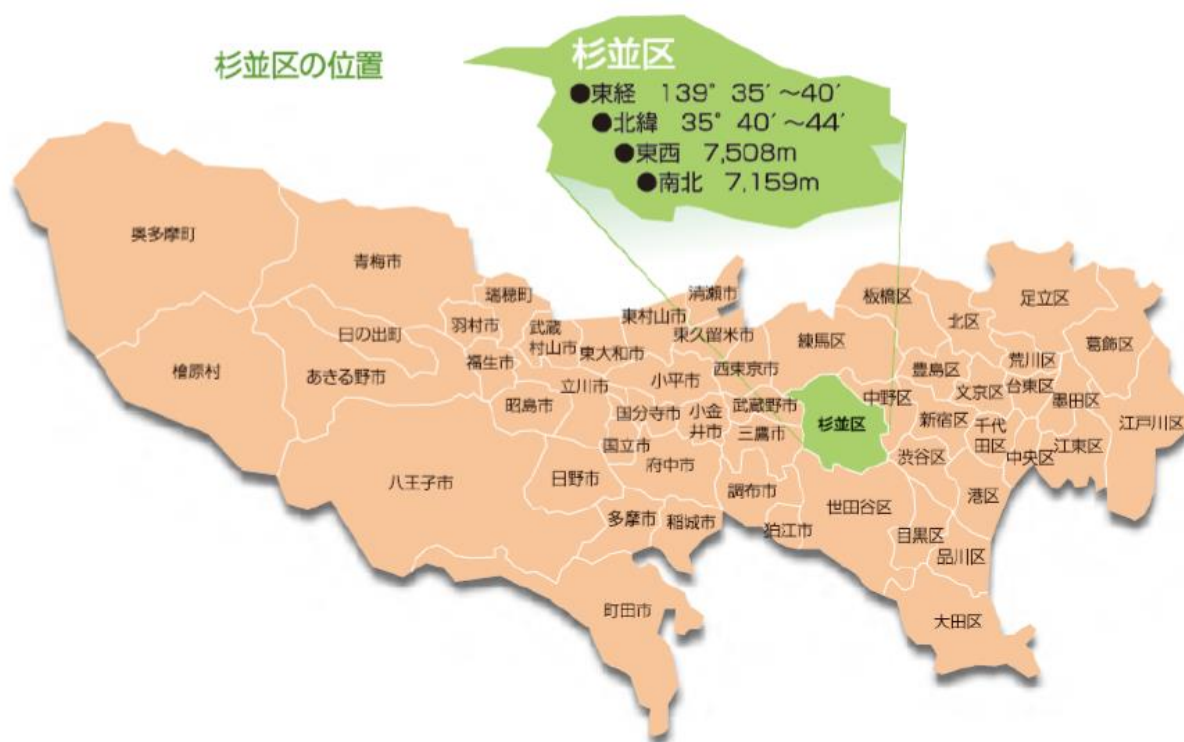 杉並区の位置
杉並区
●東経 139° 35′ ~40′
●北緯 35° 40′ ~44′
●東西 7,508m
●南北 7,159m
奥多摩町
青梅市
瑞穂町
清瀬市
板橋区
足立区
日の出町
羽村市
武蔵
村山市
東村山市
東久留米市
練馬区
北区
葛飾区
檜原村
あきる野市
福生市
東大和市
西東京市
豊島区
荒川区
昭島市
立川市
小平市
武蔵野市
中野区
文京区
台東区
墨田区
国分寺市
小金
井市
三鷹市
杉並区
新宿区
千代
田区
江戸川区
国立市
府中市
渋谷区
中央区
江東区
八王子市
日野市
調布市
世田谷区
港区
多摩市
稲城市
狛江市
目黒区
品川区
町田市
大田区